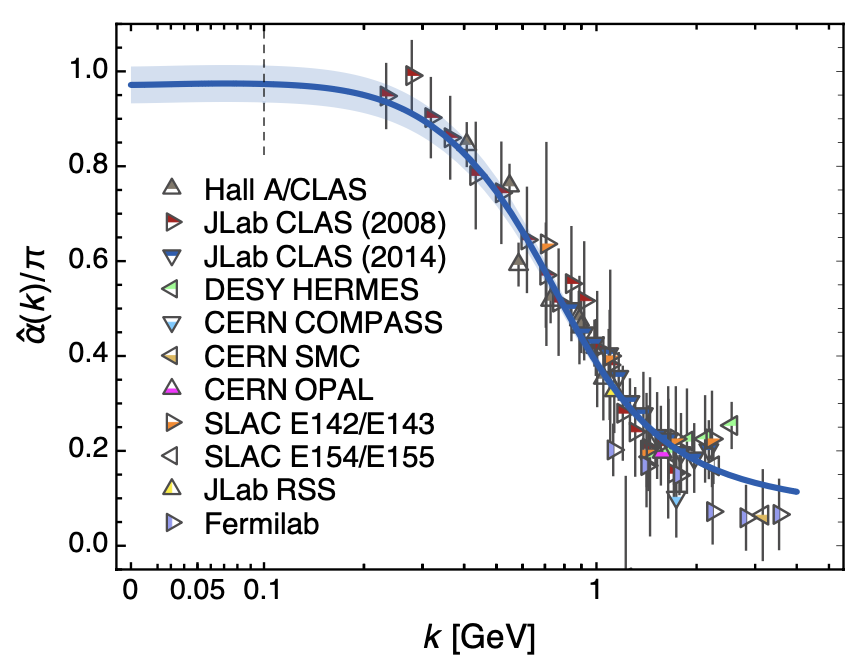 1.0
0.8
0.6
0.4
0.2
0.0
α̂(k)/π
Hall A/CLAS
JLab CLAS (2008)
JLab CLAS (2014)
DESY HERMES
CERN COMPASS
CERN SMC
CERN OPAL
SLAC E142/E143
SLAC E154/E155
JLab RSS
Fermilab
0 0.05 0.1 1
k [GeV]